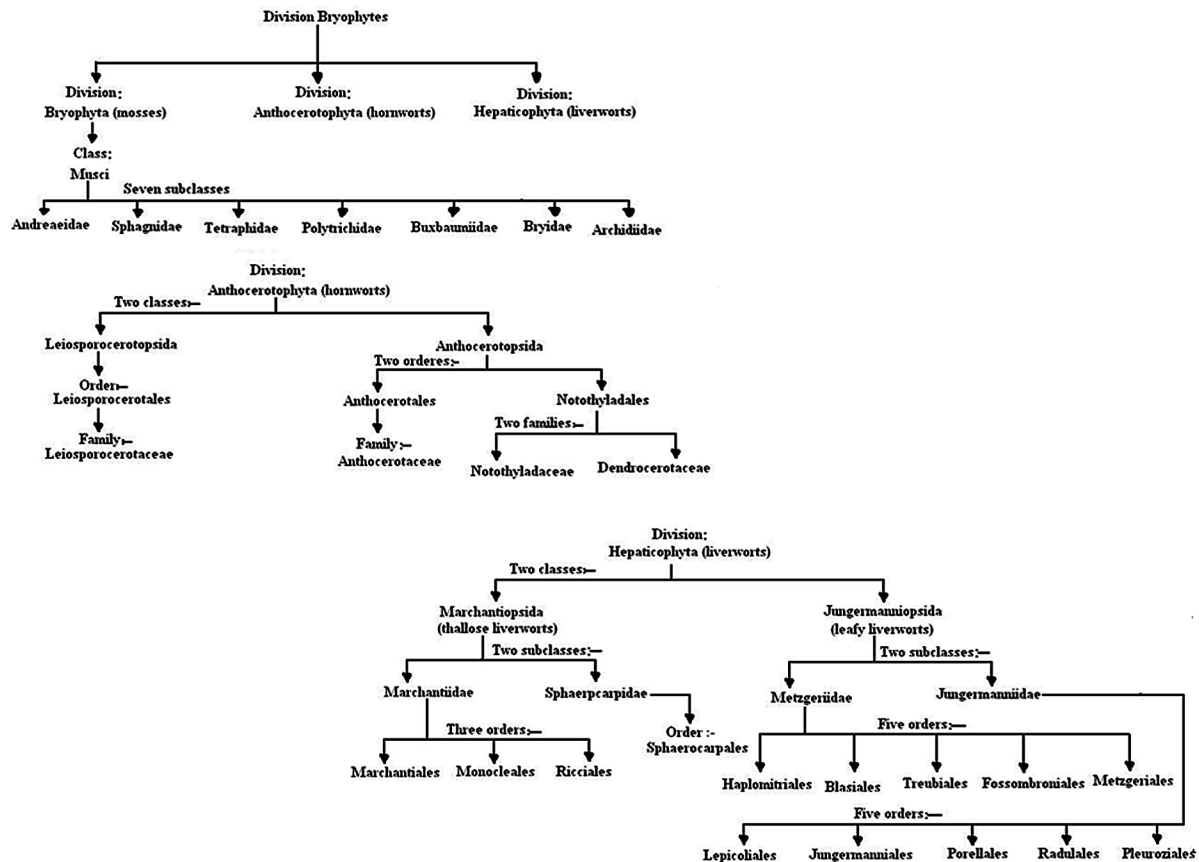 Division Bryophytes
Division:
Bryophyta (mosses)
Division:
Anthocerotophyta (hornworts)
Division:
Hepaticophyta (liverworts)
Class:
Musci
Seven subclasses
Andreaeidae
Sphagnidae
Tetraphidae
Polytrichidae
Buxbaumiidae
Bryidae
Archidiidae
Division:
Anthocerotophyta (hornworts)
Two classes:-
Leiosporocerotopsida
Anthocerotopsida
Two orderes:-
Order:-
Leiosporocerotales
Anthocerotales
Notothyladales
Two families:-
Family:-
Leiosporocerotaceae
Family:-
Anthocerotaceae
Notothyladaceae
Dendrocerotaceae
Division:
Hepaticophyta (liverworts)
Two classes:-
Marchantiopsida
(thallose liverworts)
Jungermanniopsida
(leafy liverworts)
Two subclasses:-
Two subclasses:-
Marchantiidae
Sphaerpcarpidae
Metzgeriidae
Jungermanniidae
Three orders:-
Order :-
Sphaerocarpales
Five orders:-
Marchantiales
Monocleales
Ricciales
Haplomitriales
Blasiales
Treubiales
Fossombroniales
Metzgeriales
Five orders:-
Lepicoliales
Jungermanniales
Porellales
Radulales
Pleuroziales